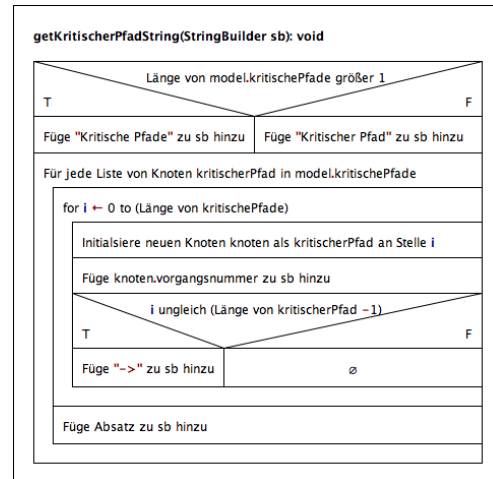 getKritischerPfadString(StringBuilder sb): void
Länge von model.kritischePfade größer 1
T
F
Füge "Kritische Pfade" zu sb hinzu
Füge "Kritischer Pfad" zu sb hinzu
Für jede Liste von Knoten kritischerPfad in model.kritischePfade
for i ← 0 to (Länge von kritischePfade)
Initialsiere neuen Knoten knoten als kritischerPfad an Stelle i
Füge knoten.vorgangsnummer zu sb hinzu
i ungleich (Länge von kritischerPfad -1)
T
F
Füge "->" zu sb hinzu
∅
Füge Absatz zu sb hinzu